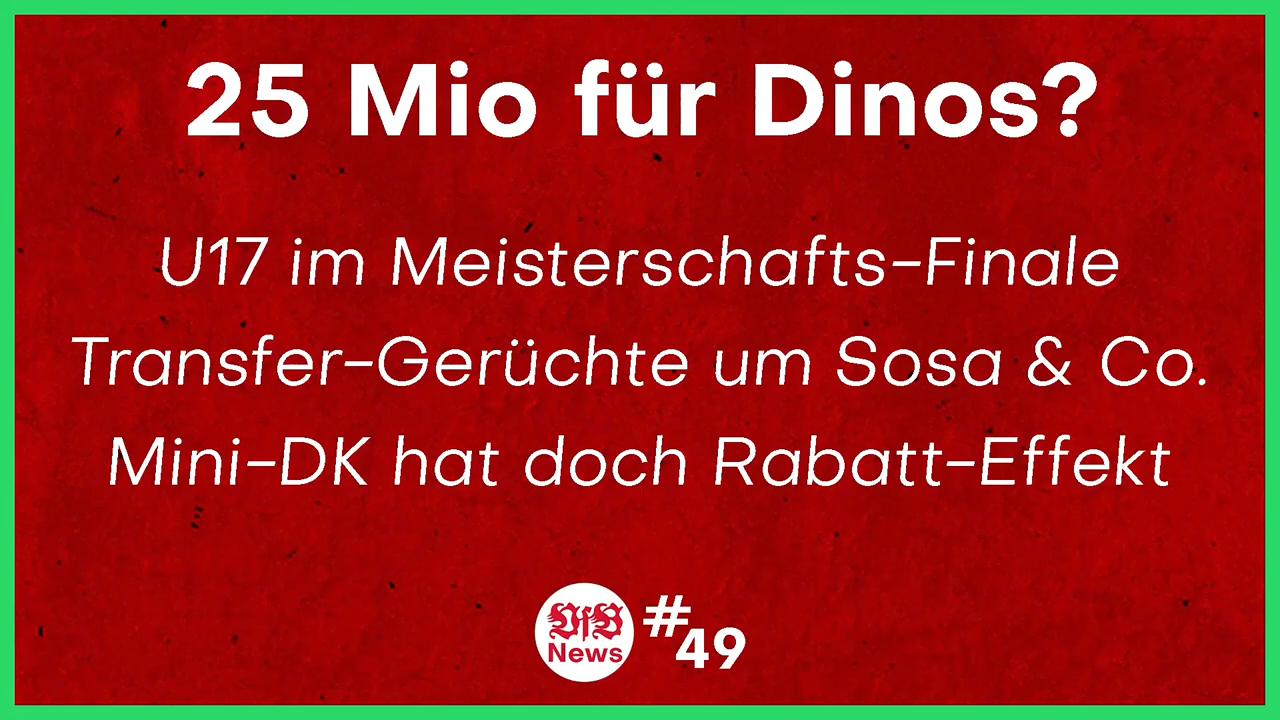 25 Mio für Dinos?
U17 im Meisterschafts-Finale
Transfer-Gerüchte um Sosa & Co.
Mini-DK hat doch Rabatt-Effekt
VfB
News
#49